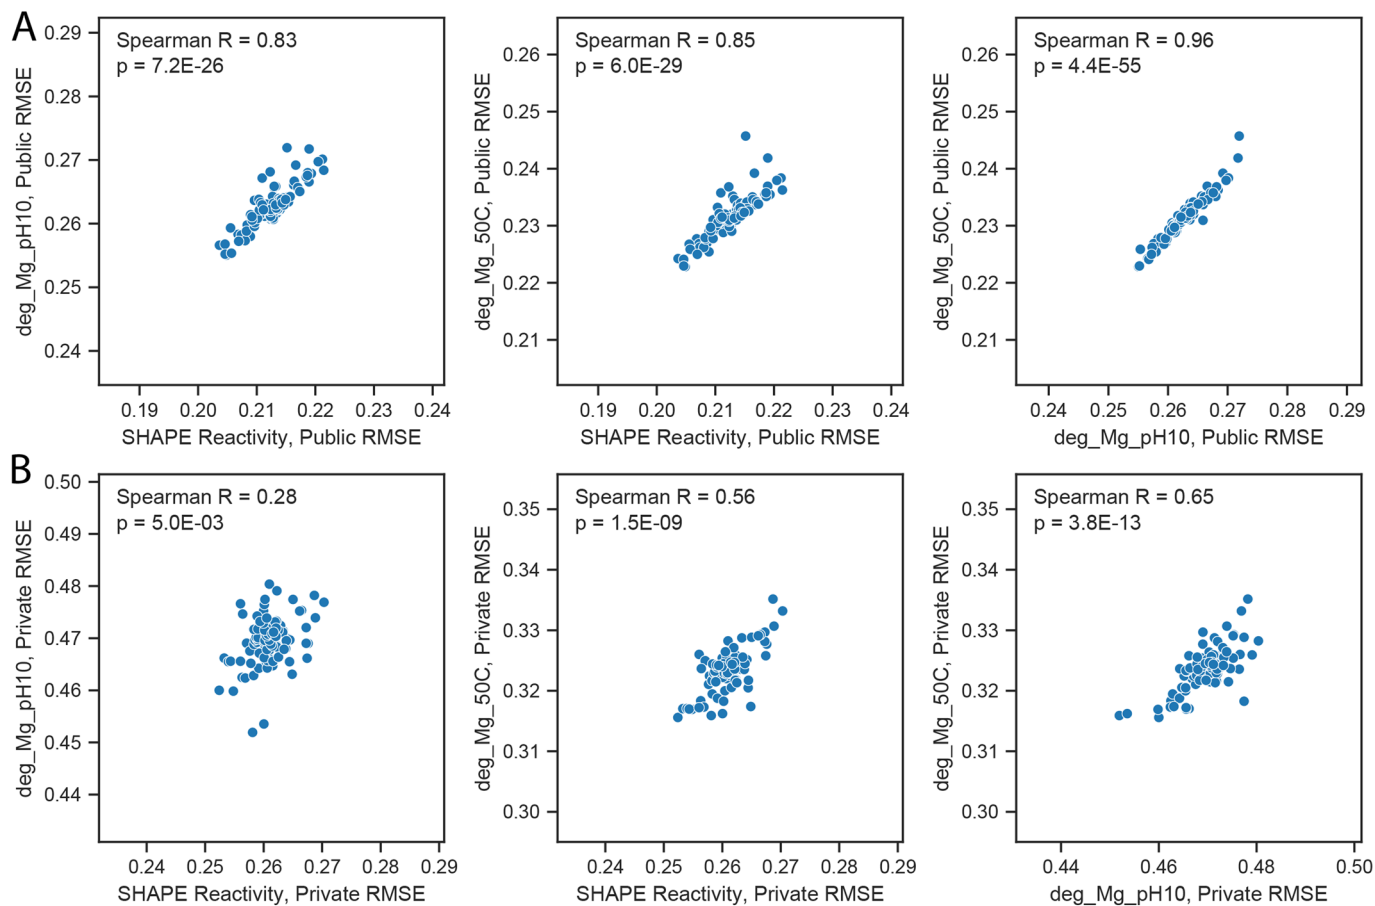 A
Spearman R = 0.83
p = 7.2E-26
deg_Mg_pH10, Public RMSE
0.29
0.28
0.27
0.26
0.25
0.24
0.19 0.20 0.21 0.22 0.23 0.24
SHAPE Reactivity, Public RMSE
Spearman R = 0.85
p = 6.0E-29
deg_Mg_50C, Public RMSE
0.26
0.25
0.24
0.23
0.22
0.21
0.19 0.20 0.21 0.22 0.23 0.24
SHAPE Reactivity, Public RMSE
Spearman R = 0.96
p = 4.4E-55
deg_Mg_50C, Public RMSE
0.26
0.25
0.24
0.23
0.22
0.21
0.24 0.25 0.26 0.27 0.28 0.29
deg_Mg_pH10, Public RMSE
B
Spearman R = 0.28
p = 5.0E-03
deg_Mg_pH10, Private RMSE
0.50
0.49
0.48
0.47
0.46
0.45
0.44
0.24 0.25 0.26 0.27 0.28 0.29
SHAPE Reactivity, Private RMSE
Spearman R = 0.56
p = 1.5E-09
deg_Mg_50C, Private RMSE
0.35
0.34
0.33
0.32
0.31
0.30
0.24 0.25 0.26 0.27 0.28 0.29
SHAPE Reactivity, Private RMSE
Spearman R = 0.65
p = 3.8E-13
deg_Mg_50C, Private RMSE
0.35
0.34
0.33
0.32
0.31
0.30
0.44 0.46 0.48 0.50
deg_Mg_pH10, Private RMSE